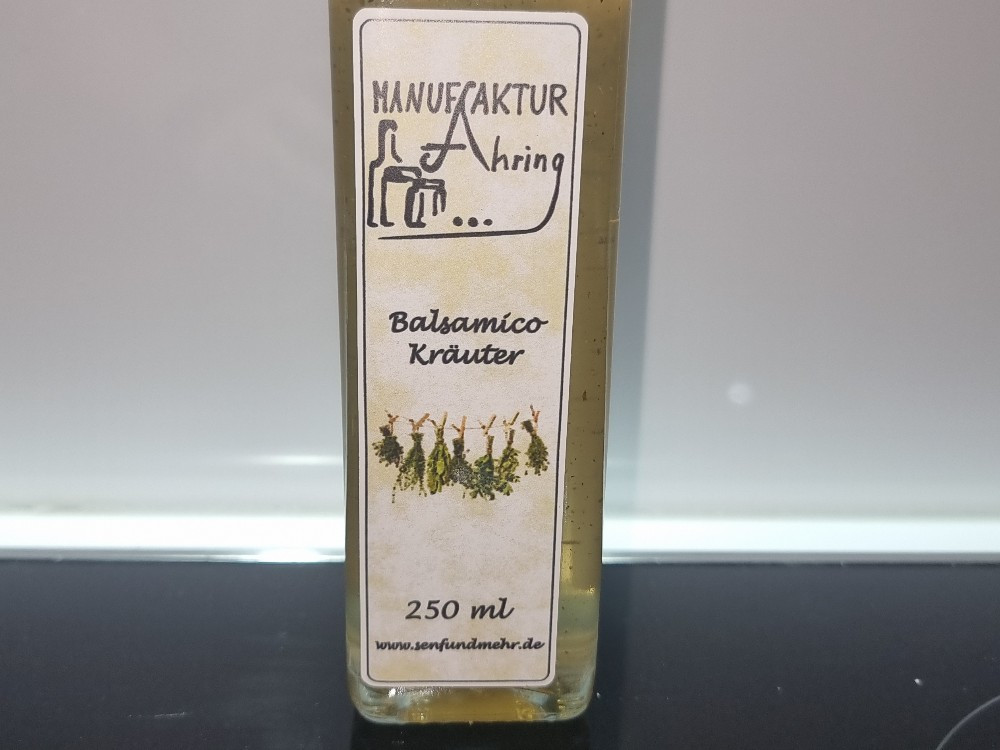 MANUFAKTUR
Ahring
...
Balsamico
Kräuter
250 ml
www.senfundmehr.de